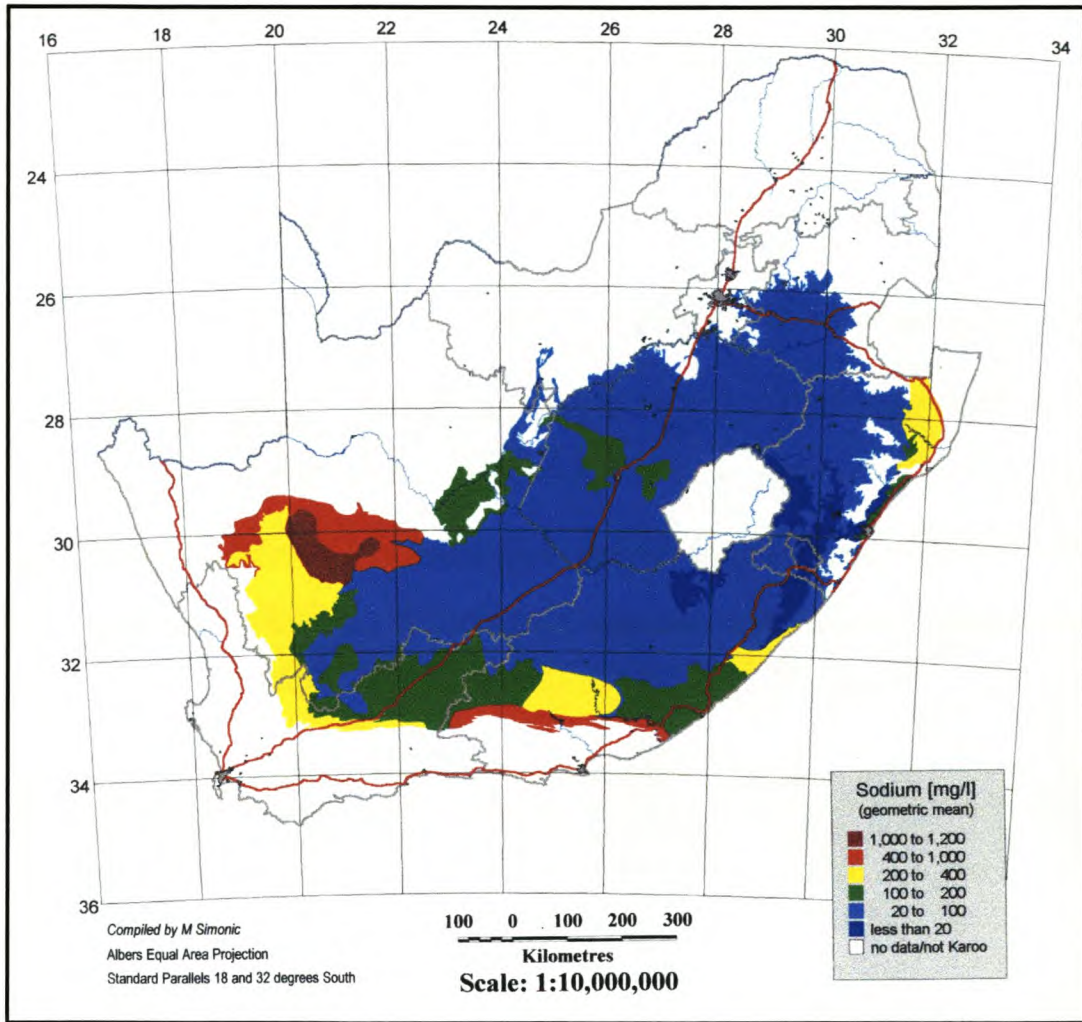 16 18 20 22 24 26 28 30 32 34
24
26
28
30
32
34
36
Sodium [mg/l]
(geometric mean)
1,000 to 1,200
400 to 1,000
200 to 400
100 to 200
20 to 100
less than 20
no data/not Karoo
Compiled by M Simonic
Albers Equal Area Projection
Standard Parallels 18 and 32 degrees South
100 0 100 200 300
Kilometres
Scale: 1:10,000,000